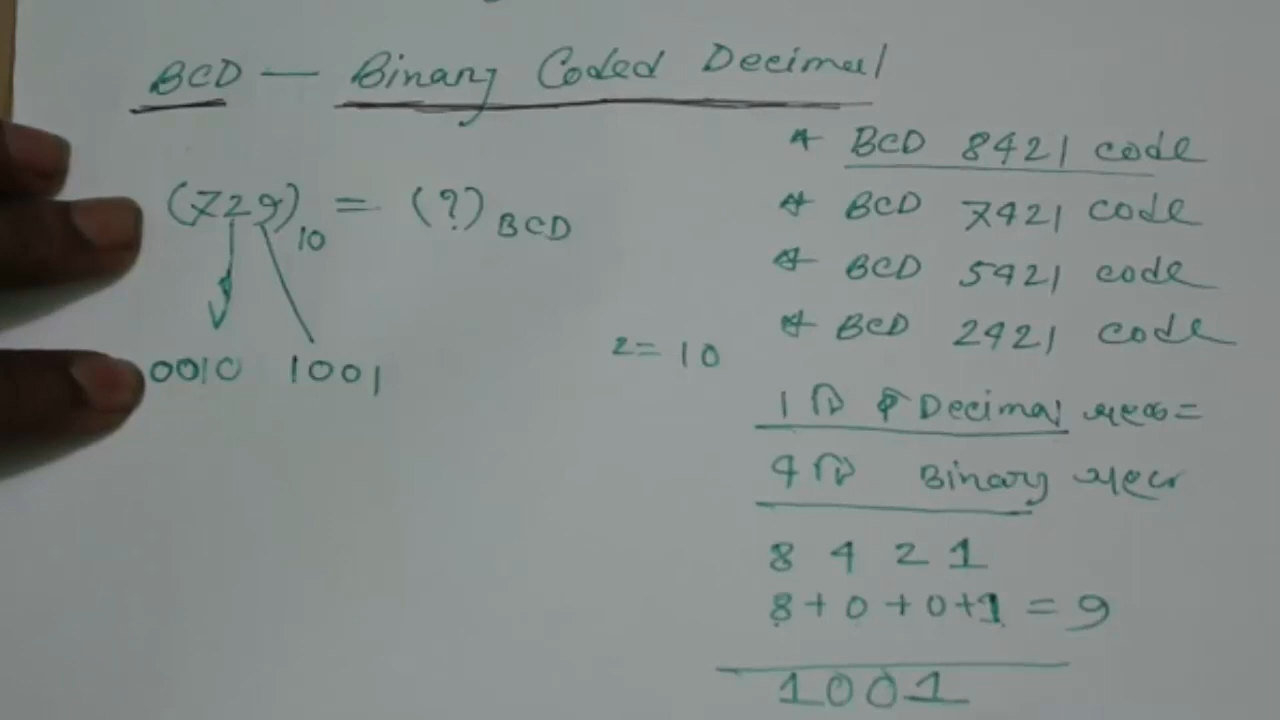 BCD — Binary Coded Decimal
(729)10 = (?)BCD
0010 1001
2 = 10
* BCD 8421 code
* BCD 7421 code
* BCD 5421 code
* BCD 2421 code
1 টি Decimal =
4 টি Binary
8 4 2 1
8+0+0+1 = 9
1001